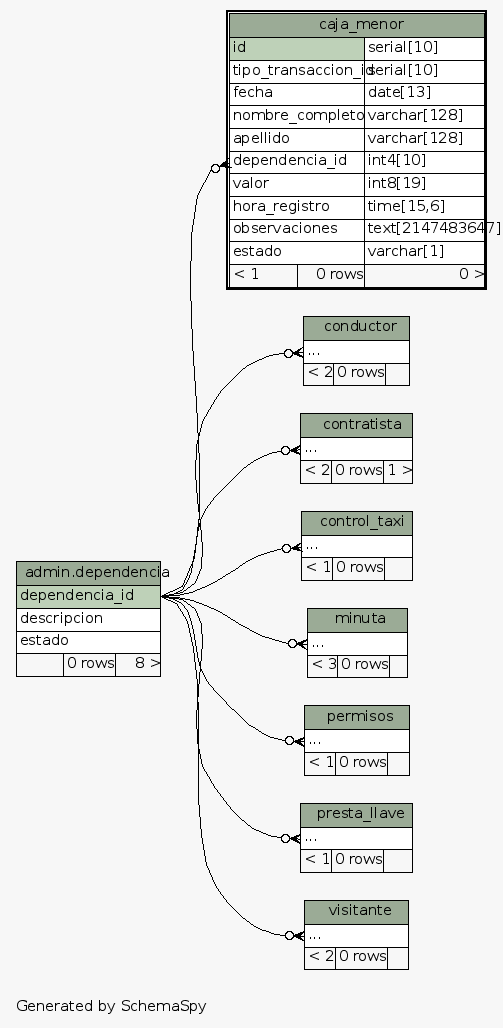 caja_menor
id serial[10]
tipo_transaccion_id serial[10]
fecha date[13]
nombre_completo varchar[128]
apellido varchar[128]
dependencia_id int4[10]
valor int8[19]
hora_registro time[15,6]
observaciones text[2147483647]
estado varchar[1]
< 1 0 rows 0 >
conductor
...
< 2 0 rows
contratista
...
< 2 0 rows 1 >
control_taxi
...
< 1 0 rows
admin.dependencia
dependencia_id
descripcion
estado
0 rows 8 >
minuta
...
< 3 0 rows
permisos
...
< 1 0 rows
presta_llave
...
< 1 0 rows
visitante
...
< 2 0 rows
Generated by SchemaSpy